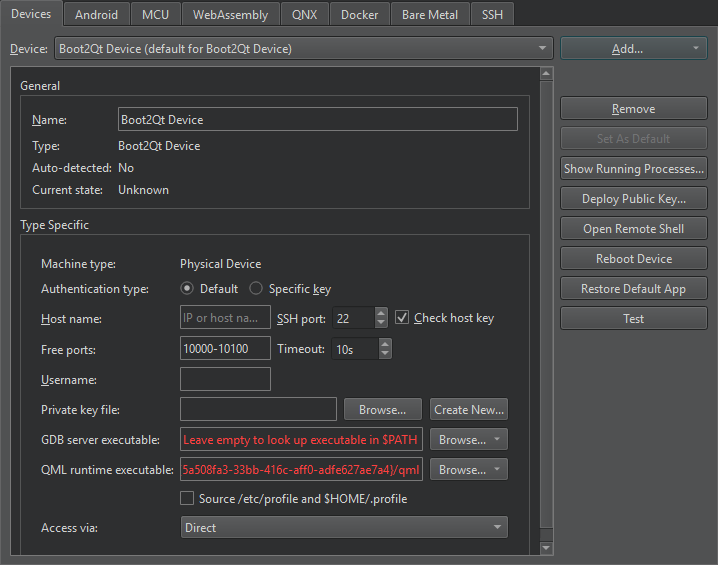 Devices Android MCU WebAssembly QNX Docker Bare Metal SSH
Device: Boot2Qt Device (default for Boot2Qt Device) Add...
General
Name: Boot2Qt Device
Type: Boot2Qt Device
Auto-detected: No
Current state: Unknown
Remove
Set As Default
Show Running Processes...
Deploy Public Key...
Open Remote Shell
Reboot Device
Restore Default App
Test
Type Specific
Machine type: Physical Device
Authentication type: Default Specific key
Host name: IP or host na... SSH port: 22 Check host key
Free ports: 10000-10100 Timeout: 10s
Username:
Private key file: Browse... Create New...
GDB server executable: Leave empty to look up executable in $PATH Browse...
QML runtime executable: 5a508fa3-33bb-416c-aff0-adfe627ae7a4}/qml Browse...
Source /etc/profile and $HOME/.profile
Access via: Direct